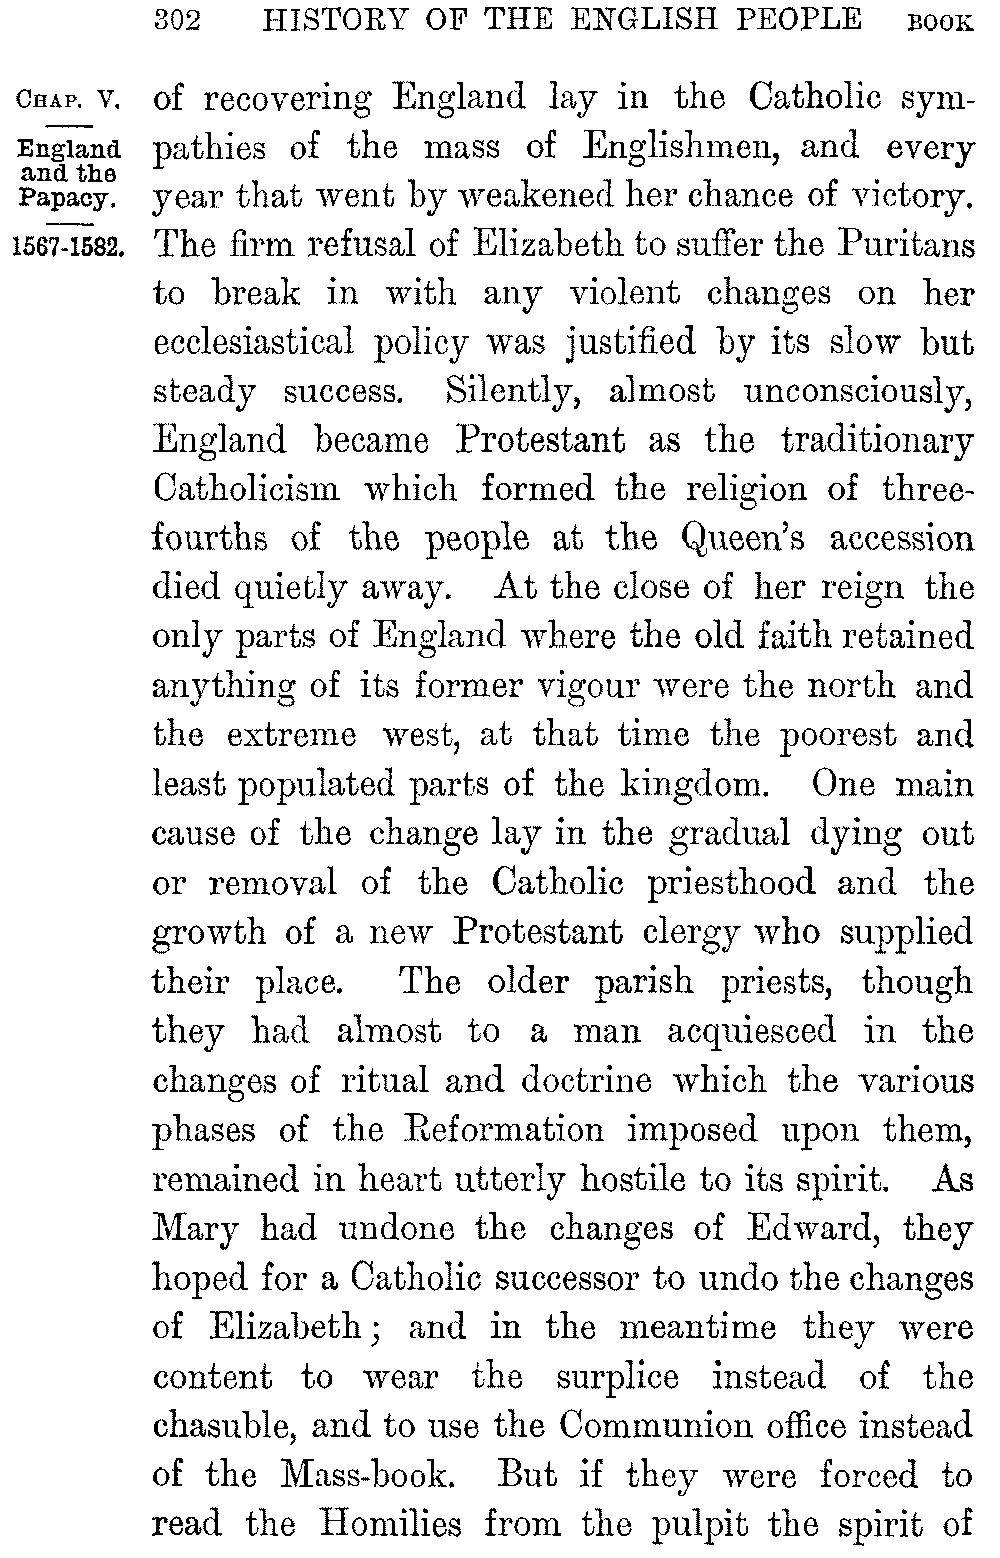 302 HISTORY OF THE ENGLISH PEOPLE BOOK
CHAP. V.
England
and the
Papacy.
1567-1582.
of recovering England lay in the Catholic sym-
pathies of the mass of Englishmen, and every
year that went by weakened her chance of victory.
The firm refusal of Elizabeth to suffer the Puritans
to break in with any violent changes on her
ecclesiastical policy was justified by its slow but
steady success. Silently, almost unconsciously,
England became Protestant as the traditionary
Catholicism which formed the religion of three-
fourths of the people at the Queen's accession
died quietly away. At the close of her reign the
only parts of England where the old faith retained
anything of its former vigour were the north and
the extreme west, at that time the poorest and
least populated parts of the kingdom. One main
cause of the change lay in the gradual dying out
or removal of the Catholic priesthood and the
growth of a new Protestant clergy who supplied
their place. The older parish priests, though
they had almost to a man acquiesced in the
changes of ritual and doctrine which the various
phases of the Reformation imposed upon them,
remained in heart utterly hostile to its spirit. As
Mary had undone the changes of Edward, they
hoped for a Catholic successor to undo the changes
of Elizabeth; and in the meantime they were
content to wear the surplice instead of the
chasuble, and to use the Communion office instead
of the Mass-book. But if they were forced to
read the Homilies from the pulpit the spirit of